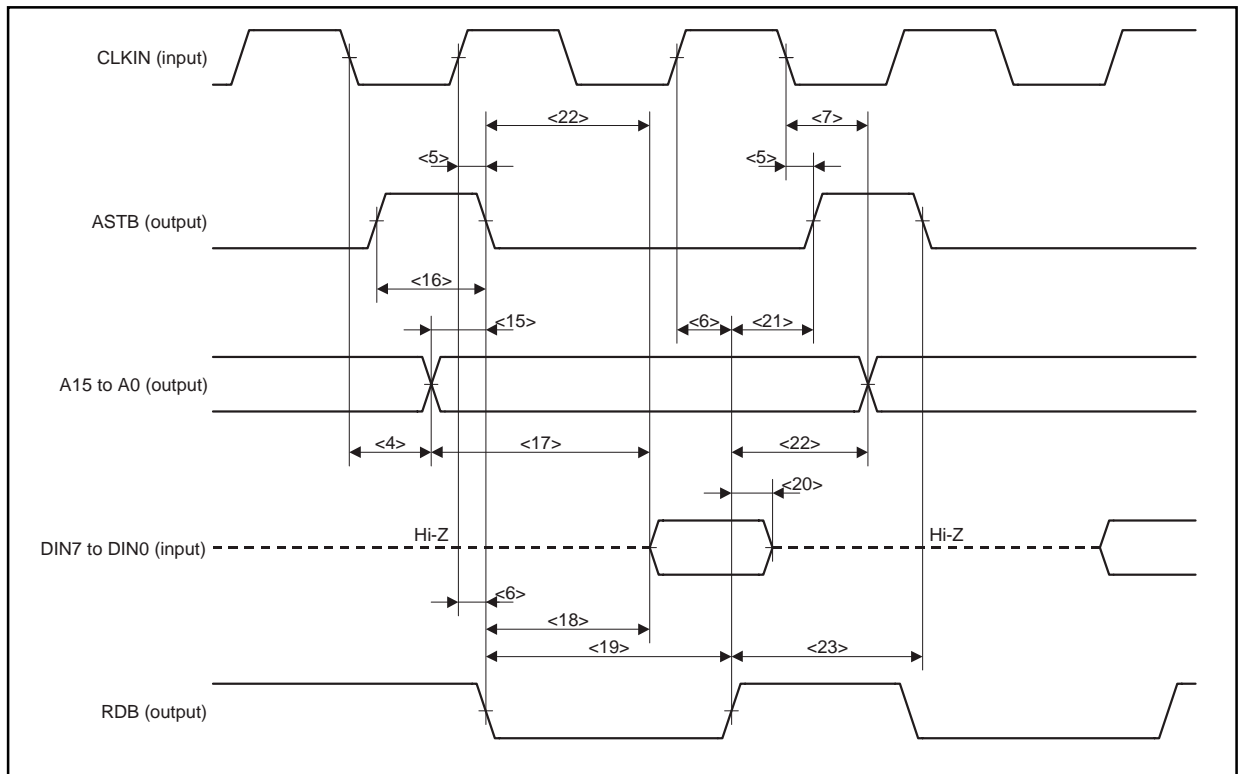 CLKIN (input)
<22>
<7>
<5>
<5>
ASTB (output)
<16>
<15>
<6>
<21>
A15 to A0 (output)
<4>
<17>
<22>
<20>
Hi-Z
Hi-Z
DIN7 to DIN0 (input)
<6>
<18>
<19>
<23>
RDB (output)